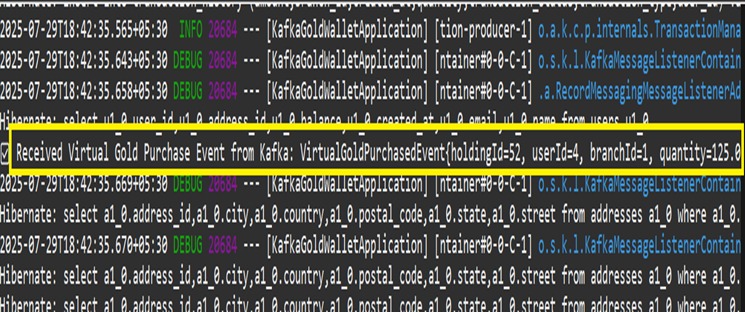 2025-07-29T18:42:35.565+05:30 INFO 20684 --- [KafkaGoldWalletApplication] [tion-producer-1] o.a.k.c.p.internals.TransactionMana
2025-07-29T18:42:35.643+05:30 DEBUG 20684 --- [KafkaGoldWalletApplication] [ntainer#0-0-C-1] o.s.k.l.KafkaMessageListenerContain
2025-07-29T18:42:35.658+05:30 DEBUG 20684 --- [KafkaGoldWalletApplication] [ntainer#0-0-C-1] .a.RecordMessagingMessageListenerAd
Hibernate: select u1_0.user_id,u1_0.address_id,u1_0.balance,u1_0.created_at,u1_0.email,u1_0.name from users u1_0
Received Virtual Gold Purchase Event from Kafka: VirtualGoldPurchasedEvent{holdingId=52, userId=4, branchId=1, quantity=125.0
2025-07-29T18:42:35.669+05:30 DEBUG 20684 --- [KafkaGoldWalletApplication] [ntainer#0-0-C-1] o.s.k.l.KafkaMessageListenerContain
Hibernate: select a1_0.address_id,a1_0.city,a1_0.country,a1_0.postal_code,a1_0.state,a1_0.street from addresses a1_0 where a1_0.
2025-07-29T18:42:35.670+05:30 DEBUG 20684 --- [KafkaGoldWalletApplication] [ntainer#0-0-C-1] o.s.k.l.KafkaMessageListenerContain
Hibernate: select a1_0.address_id,a1_0.city,a1_0.country,a1_0.postal_code,a1_0.state,a1_0.street from addresses a1_0 where a1_0.
Hibernate: select a1_0.address_id,a1_0.city,a1_0.country,a1_0.postal_code,a1_0.state,a1_0.street from addresses a1_0 where a1_0.